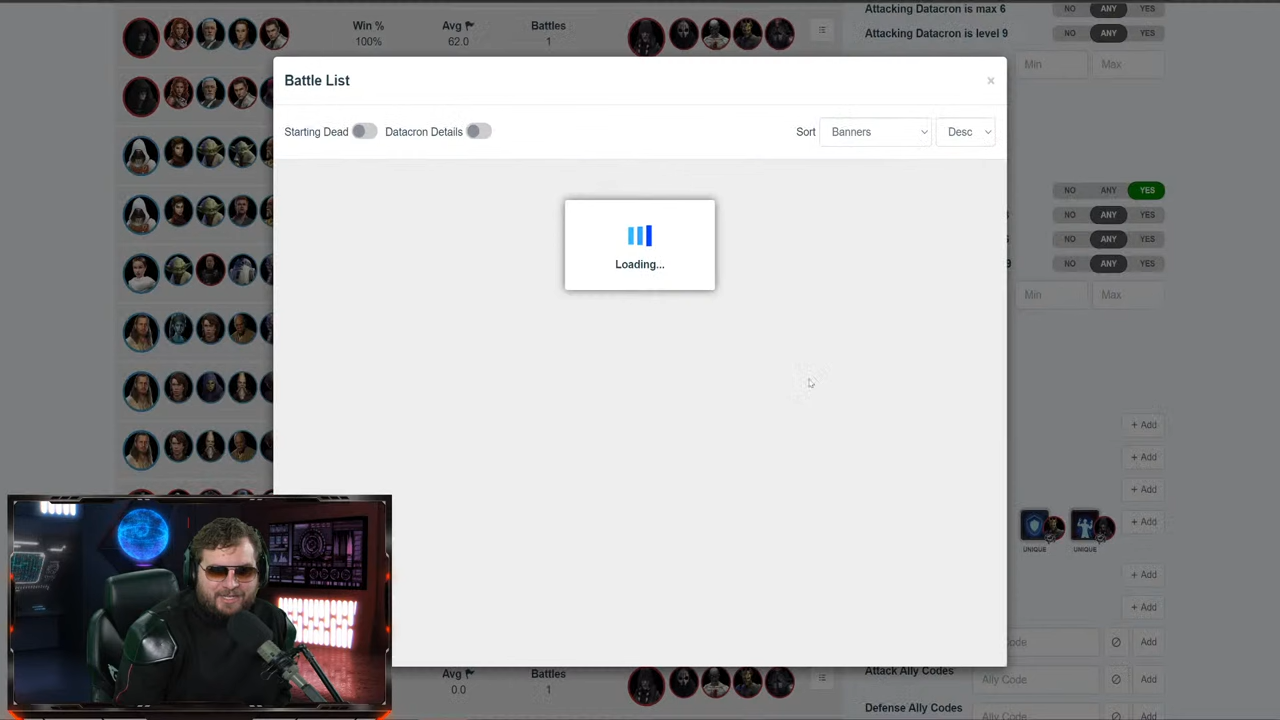 Win %
100%
Avg
62.0
Battles
1
Attacking Datacron is max 6
NO ANY YES
Attacking Datacron is level 9
NO ANY YES
Min Max
Battle List
×
Starting Dead
Datacron Details
Sort Banners Desc
Loading...
NO ANY YES
NO ANY YES
NO ANY YES
9 NO ANY YES
Min Max
+ Add
+ Add
+ Add
+ Add
UNIQUE UNIQUE
+ Add
+ Add
Code Add
Attack Ally Codes
Ally Code Add
Defense Ally Codes
Ally Code Add
Avg
0.0
Battles
1